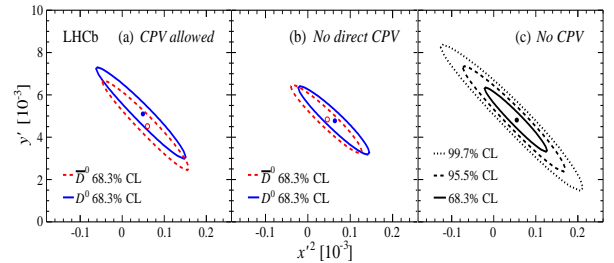 LHCb (a) CPV allowed
(b) No direct CPV
(c) No CPV
y′ [10⁻³]
10
8
6
4
2
0
D̅⁰ 68.3% CL
D⁰ 68.3% CL
D̅⁰ 68.3% CL
D⁰ 68.3% CL
99.7% CL
95.5% CL
68.3% CL
-0.1 0 0.1 0.2 -0.1 0 0.1 0.2 -0.1 0 0.1 0.2
x′² [10⁻³]